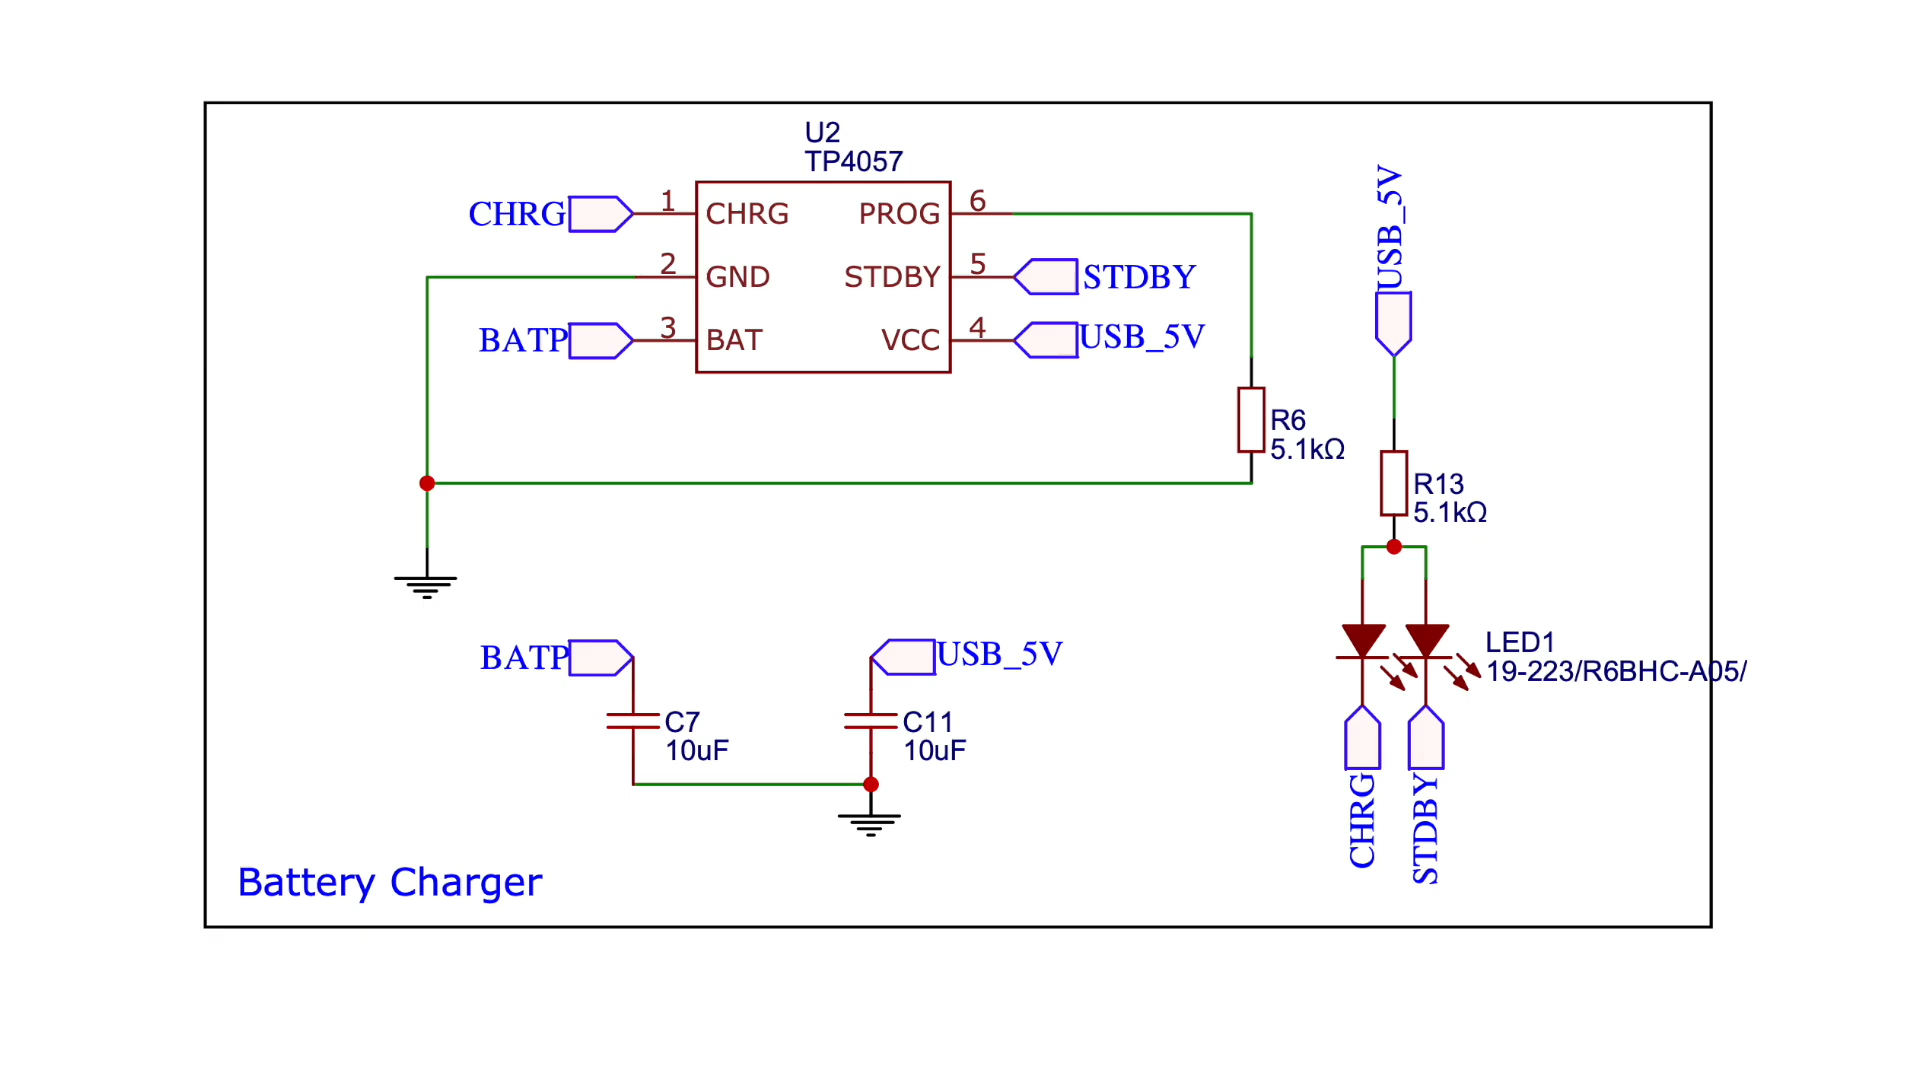 U2
TP4057
CHRG 1 CHRG PROG 6
GND 2 STDBY 5 STDBY
BATP 3 BAT VCC 4 USB_5V
R6
5.1kΩ
USB_5V
R13
5.1kΩ
LED1
19-223/R6BHC-A05/
CHRG
STDBY
BATP
C7
10uF
USB_5V
C11
10uF
Battery Charger